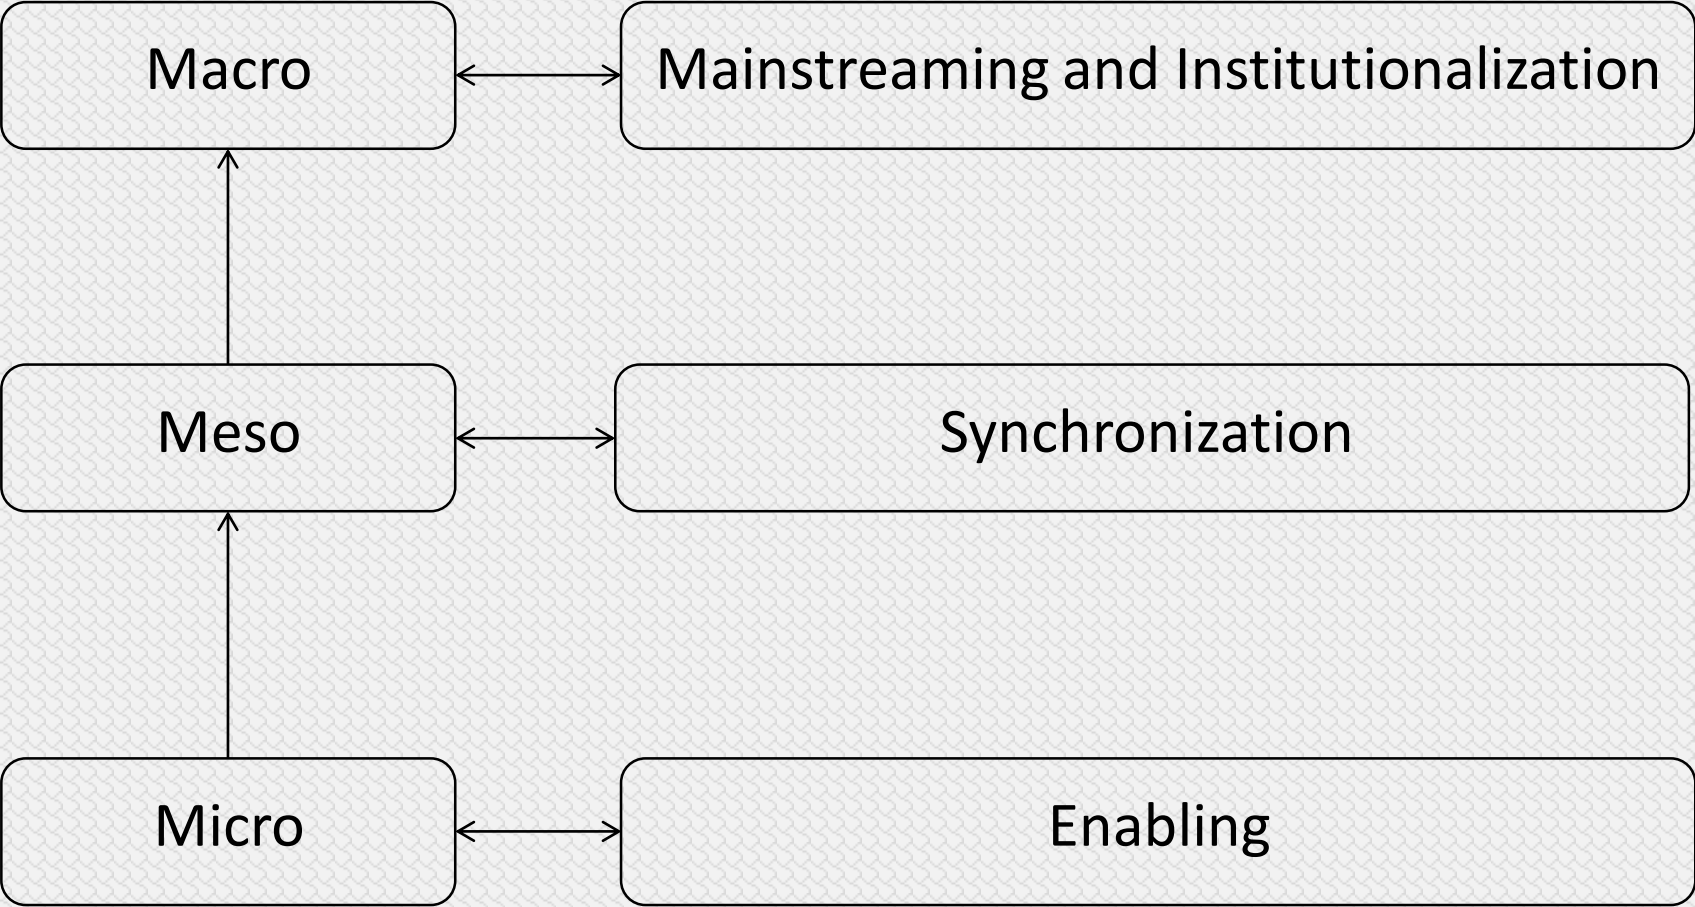 Macro
Mainstreaming and Institutionalization
Meso
Synchronization
Micro
Enabling